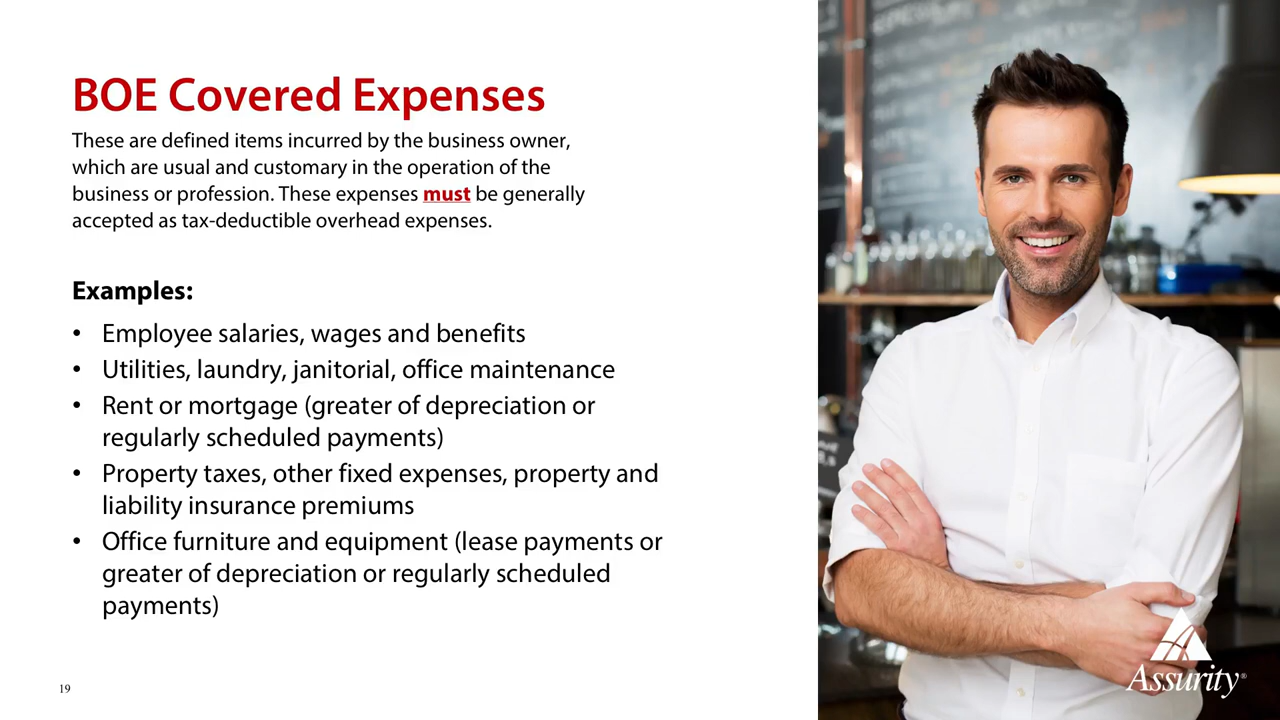 BOE Covered Expenses
These are defined items incurred by the business owner,
which are usual and customary in the operation of the
business or profession. These expenses must be generally
accepted as tax-deductible overhead expenses.
Examples:
• Employee salaries, wages and benefits
• Utilities, laundry, janitorial, office maintenance
• Rent or mortgage (greater of depreciation or
regularly scheduled payments)
• Property taxes, other fixed expenses, property and
liability insurance premiums
• Office furniture and equipment (lease payments or
greater of depreciation or regularly scheduled
payments)
19
Assurity®